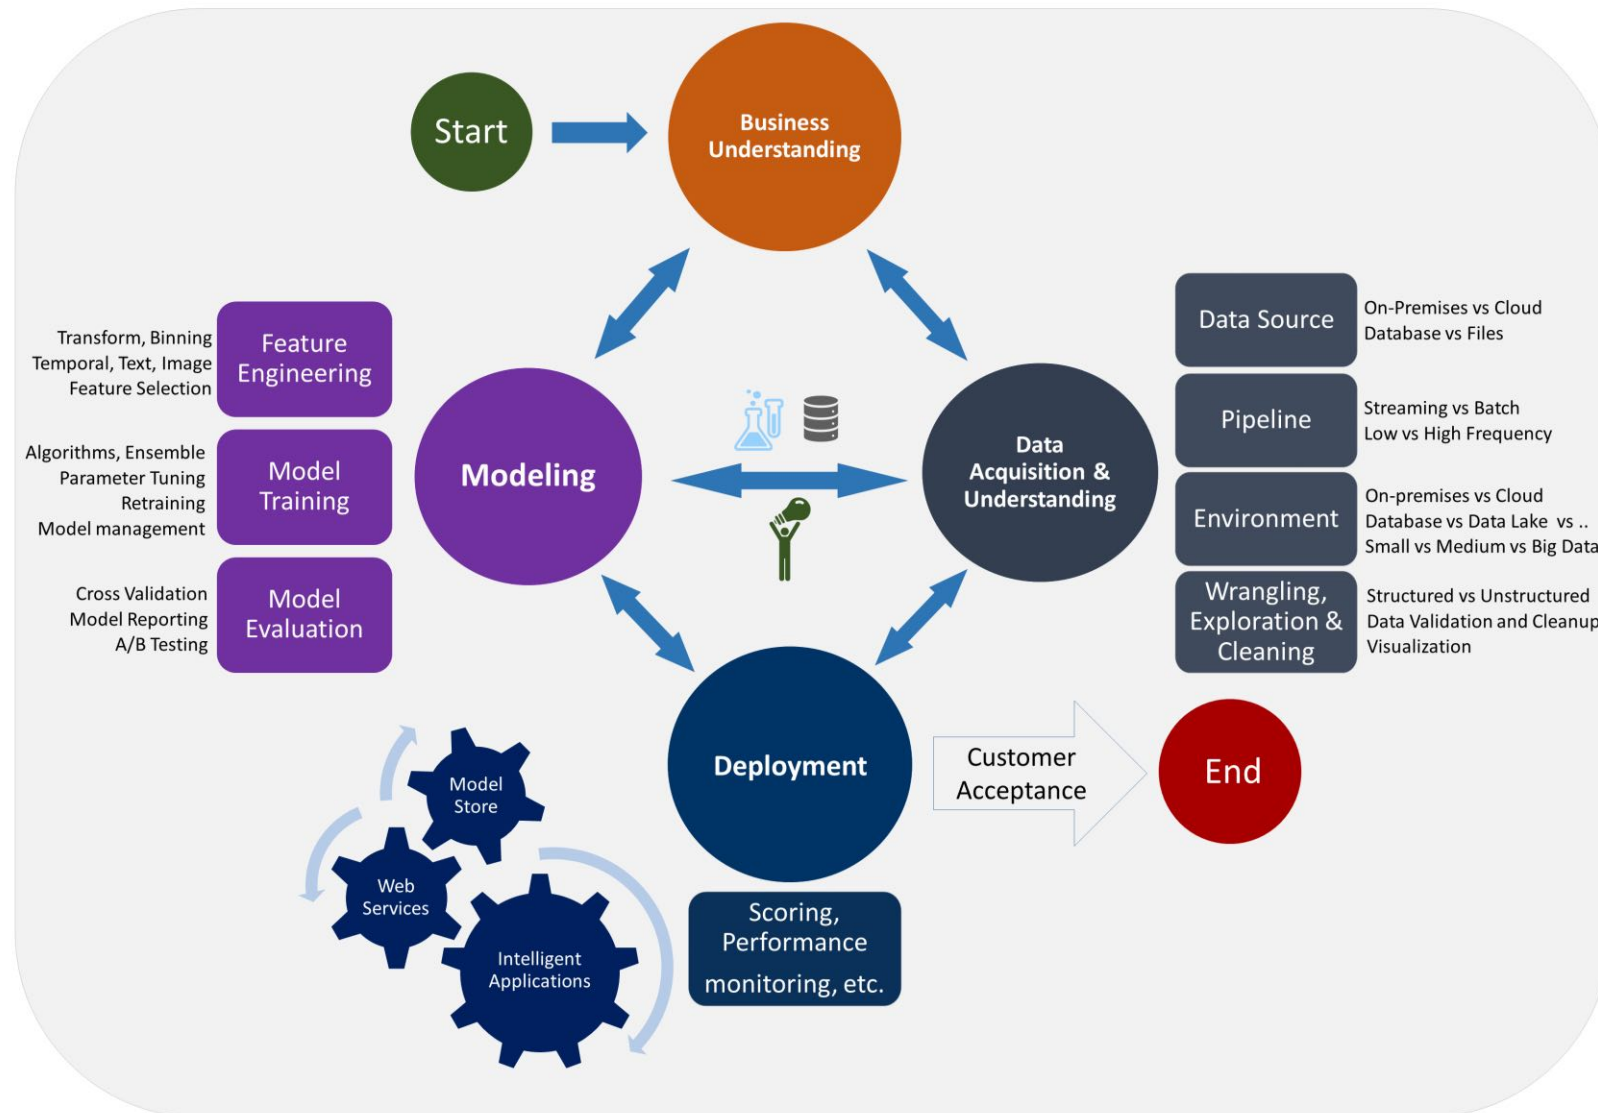 Start
Business
Understanding
Transform, Binning
Temporal, Text, Image
Feature Selection
Feature
Engineering
Algorithms, Ensemble
Parameter Tuning
Retraining
Model management
Model
Training
Cross Validation
Model Reporting
A/B Testing
Model
Evaluation
Modeling
Data
Acquisition &
Understanding
Data Source
On-Premises vs Cloud
Database vs Files
Pipeline
Streaming vs Batch
Low vs High Frequency
Environment
On-premises vs Cloud
Database vs Data Lake vs ..
Small vs Medium vs Big Data
Wrangling,
Exploration &
Cleaning
Structured vs Unstructured
Data Validation and Cleanup
Visualization
Deployment
Customer
Acceptance
End
Model
Store
Web
Services
Intelligent
Applications
Scoring,
Performance
monitoring, etc.